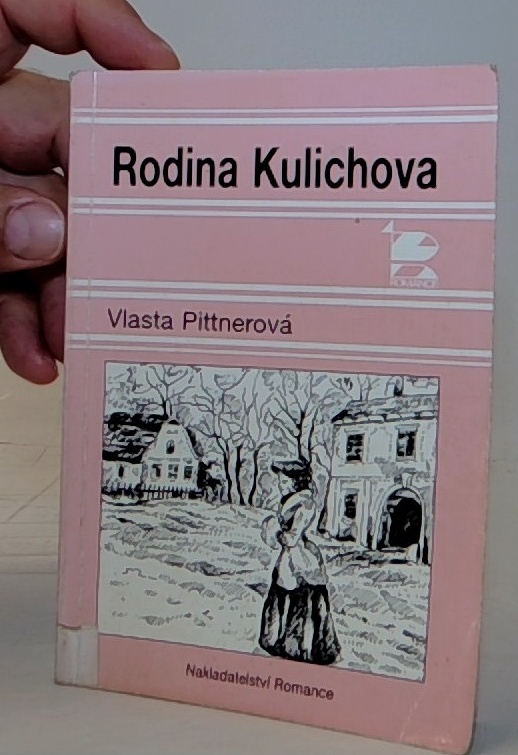 Rodina Kulichova
ROMANCE
Vlasta Pittnerová
Nakladatelství Romance